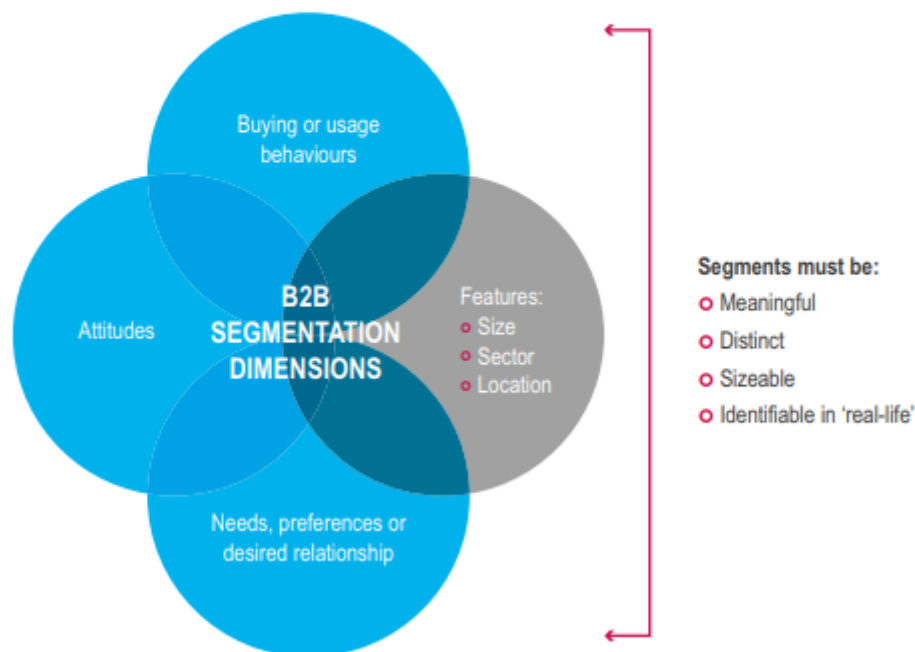 Buying or usage
behaviours
Attitudes
B2B
SEGMENTATION
DIMENSIONS
Features:
Size
Sector
Location
Needs, preferences or
desired relationship
Segments must be:
Meaningful
Distinct
Sizeable
Identifiable in ‘real-life’